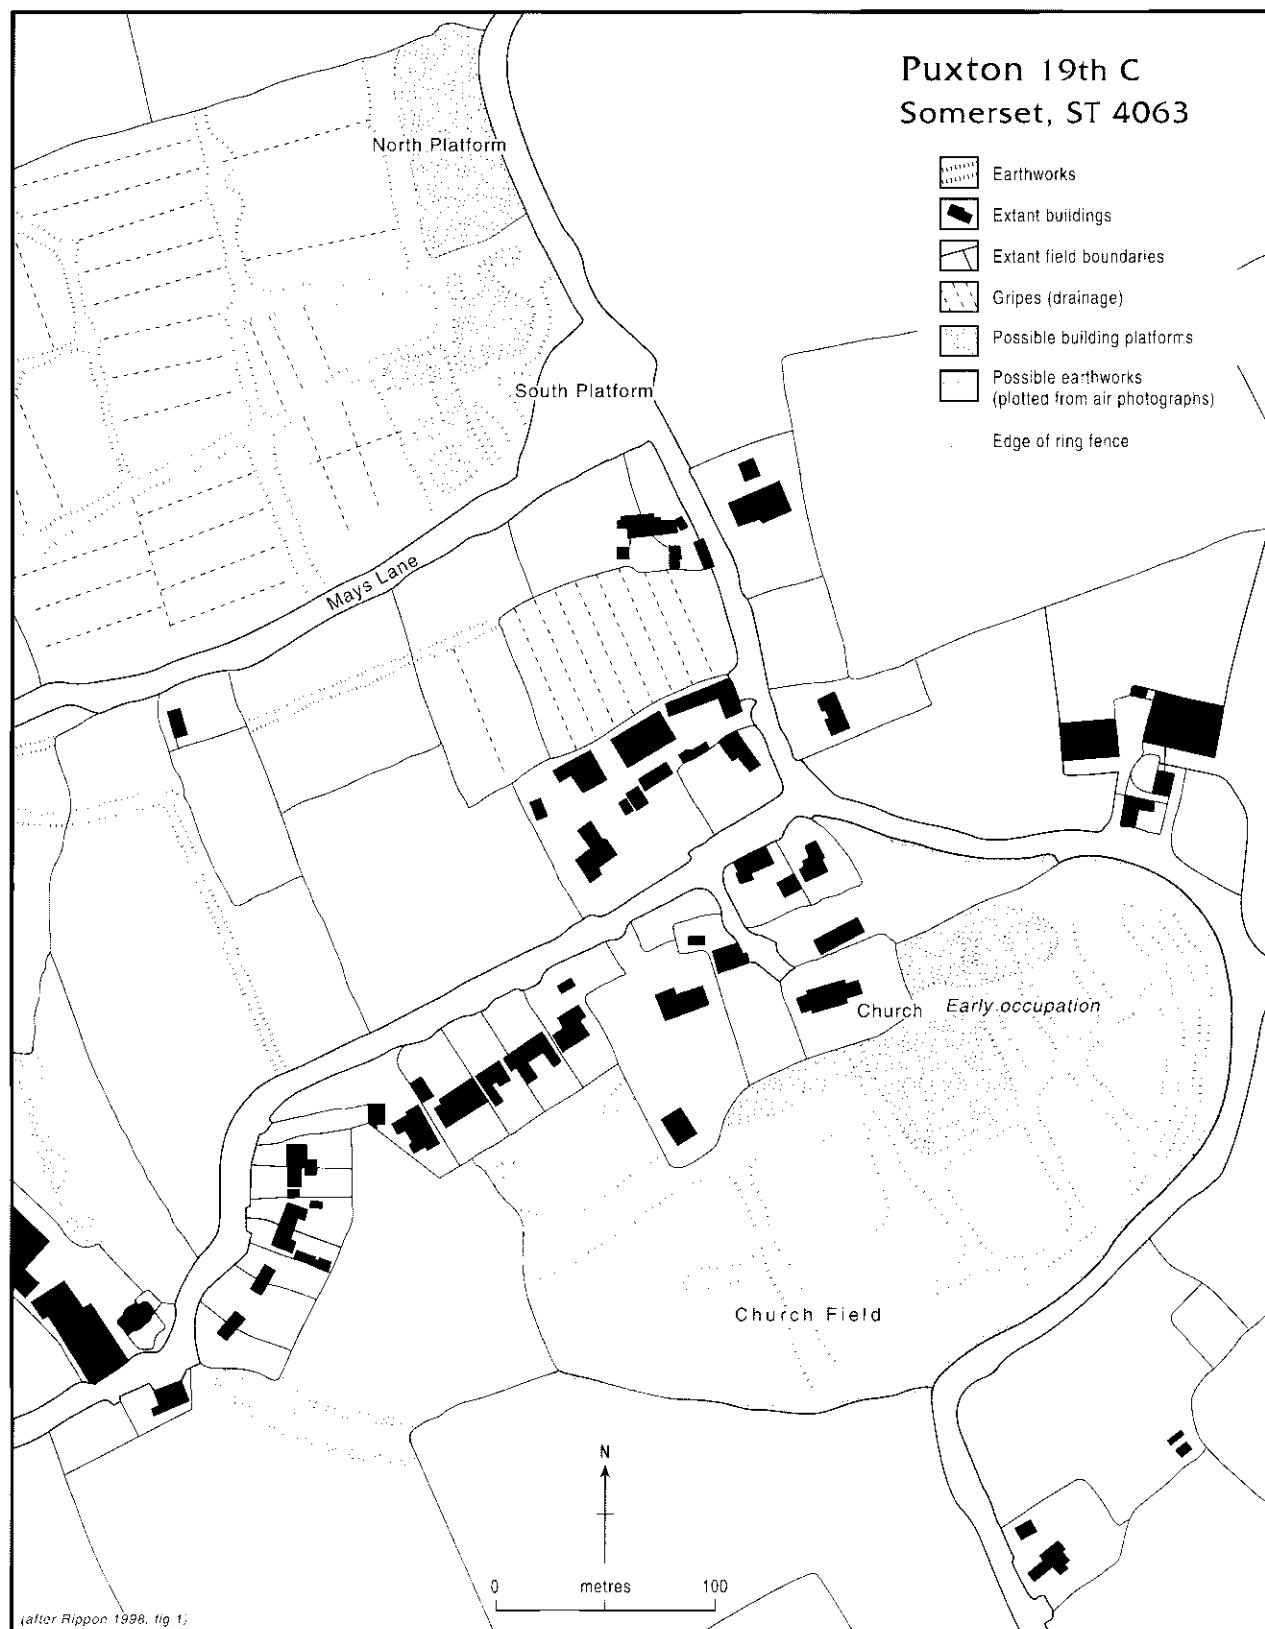 Puxton 19th C
Somerset, ST 4063
Earthworks
Extant buildings
Extant field boundaries
Gripes (drainage)
Possible building platforms
Possible earthworks
(plotted from air photographs)
Edge of ring fence
North Platform
South Platform
Mays Lane
Church
Early occupation
Church Field
N
0 metres 100
(after Rippon 1998, fig 1)